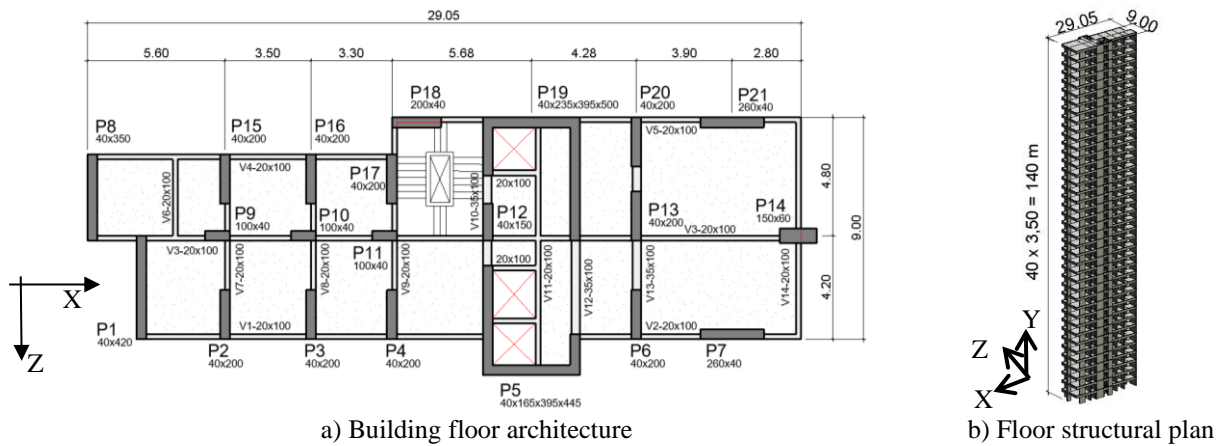 29.05
5.60
3.50
3.30
5.68
4.28
3.90
2.80
P8
40x350
P15
40x200
P16
40x200
P18
200x40
P19
40x235x395x500
P20
40x200
P21
260x40
V5-20x100
V4-20x100
P17
40x200
V6-20x100
20x100
V10-35x100
4.80
P9
100x40
P10
100x40
P12
40x150
P13
40x200
P14
150x60
V3-20x100
9.00
V3-20x100
P11
100x40
20x100
V7-20x100
V8-20x100
V9-20x100
V11-20x100
V12-35x100
V13-35x100
V14-20x100
4.20
X
Z
V1-20x100
V2-20x100
P1
40x420
P2
40x200
P3
40x200
P4
40x200
P6
40x200
P7
260x40
P5
40x165x395x445
a) Building floor architecture
29.05
9.00
40 x 3,50 = 140 m
Y
Z
X
b) Floor structural plan